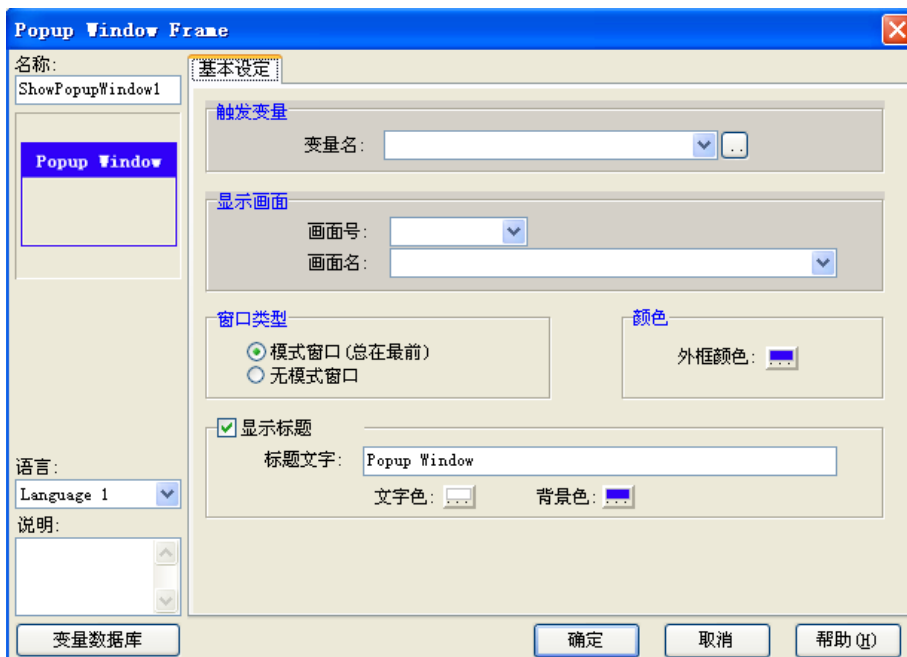 Popup Window Frame
名称:
ShowPopupWindow1
Popup Window
语言:
Language 1
说明:
变量数据库
基本设定
触发变量
变量名:
..
显示画面
画面号:
画面名:
窗口类型
模式窗口(总在最前)
无模式窗口
颜色
外框颜色:
...
显示标题
标题文字:
Popup Window
文字色:
...
背景色:
...
确定
取消
帮助(H)